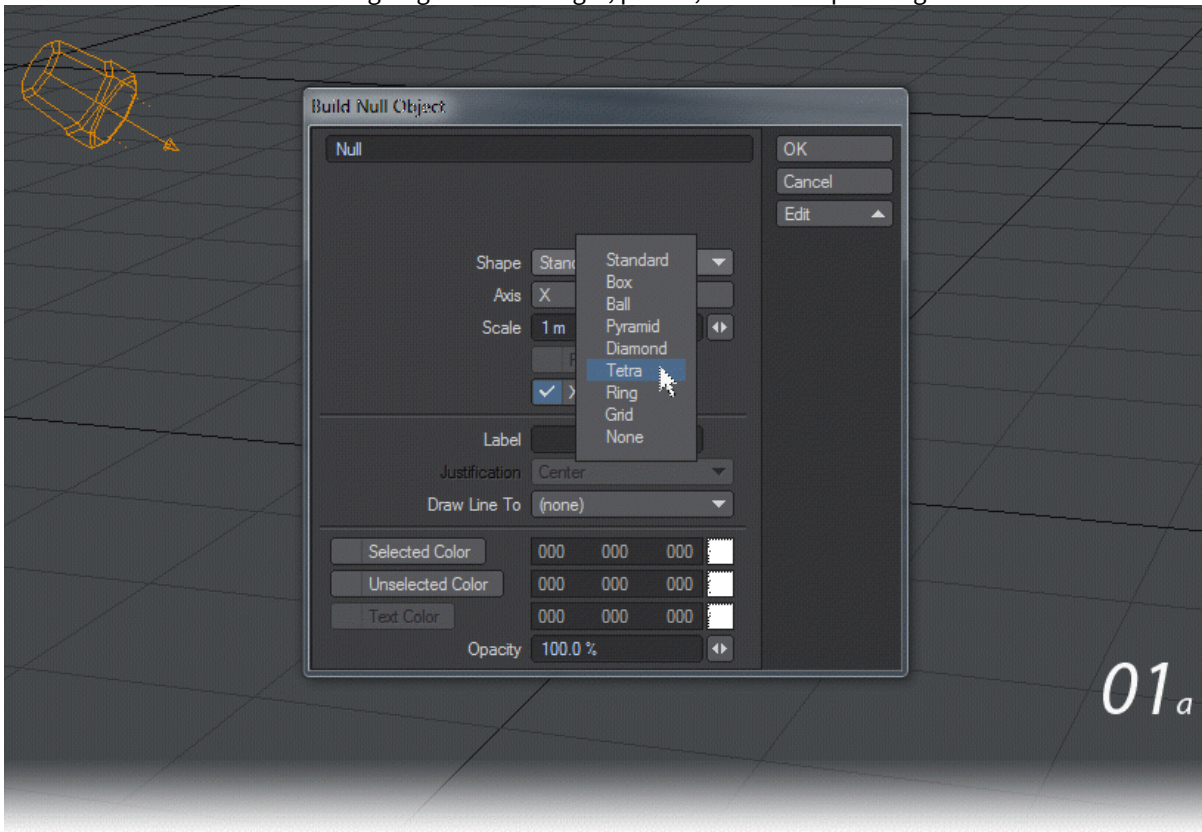 Build Null Object
Null
OK
Cancel
Edit
Shape Stand
Standard
Box
Ball
Pyramid
Diamond
Tetra
Ring
Grid
None
Axis X
Scale 1 m
X
Label
Justification Center
Draw Line To (none)
Selected Color 000 000 000
Unselected Color 000 000 000
Text Color 000 000 000
Opacity 100.0 %
01a